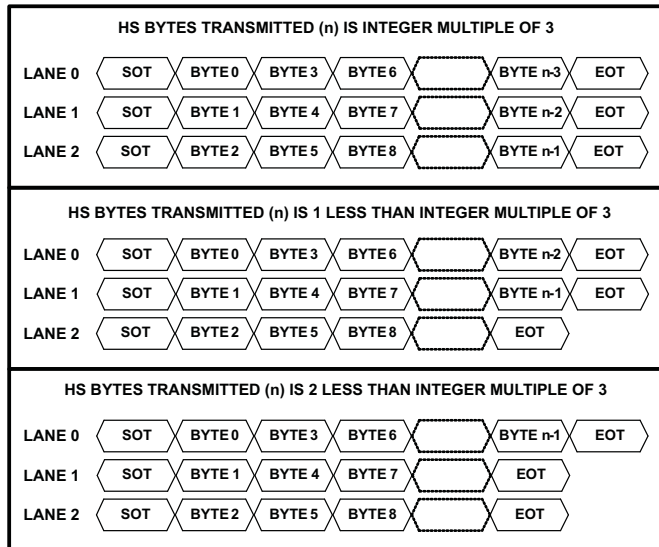 HS BYTES TRANSMITTED (n) IS INTEGER MULTIPLE OF 3
LANE 0 SOT BYTE 0 BYTE 3 BYTE 6 BYTE n-3 EOT
LANE 1 SOT BYTE 1 BYTE 4 BYTE 7 BYTE n-2 EOT
LANE 2 SOT BYTE 2 BYTE 5 BYTE 8 BYTE n-1 EOT
HS BYTES TRANSMITTED (n) IS 1 LESS THAN INTEGER MULTIPLE OF 3
LANE 0 SOT BYTE 0 BYTE 3 BYTE 6 BYTE n-2 EOT
LANE 1 SOT BYTE 1 BYTE 4 BYTE 7 BYTE n-1 EOT
LANE 2 SOT BYTE 2 BYTE 5 BYTE 8 EOT
HS BYTES TRANSMITTED (n) IS 2 LESS THAN INTEGER MULTIPLE OF 3
LANE 0 SOT BYTE 0 BYTE 3 BYTE 6 BYTE n-1 EOT
LANE 1 SOT BYTE 1 BYTE 4 BYTE 7 EOT
LANE 2 SOT BYTE 2 BYTE 5 BYTE 8 EOT